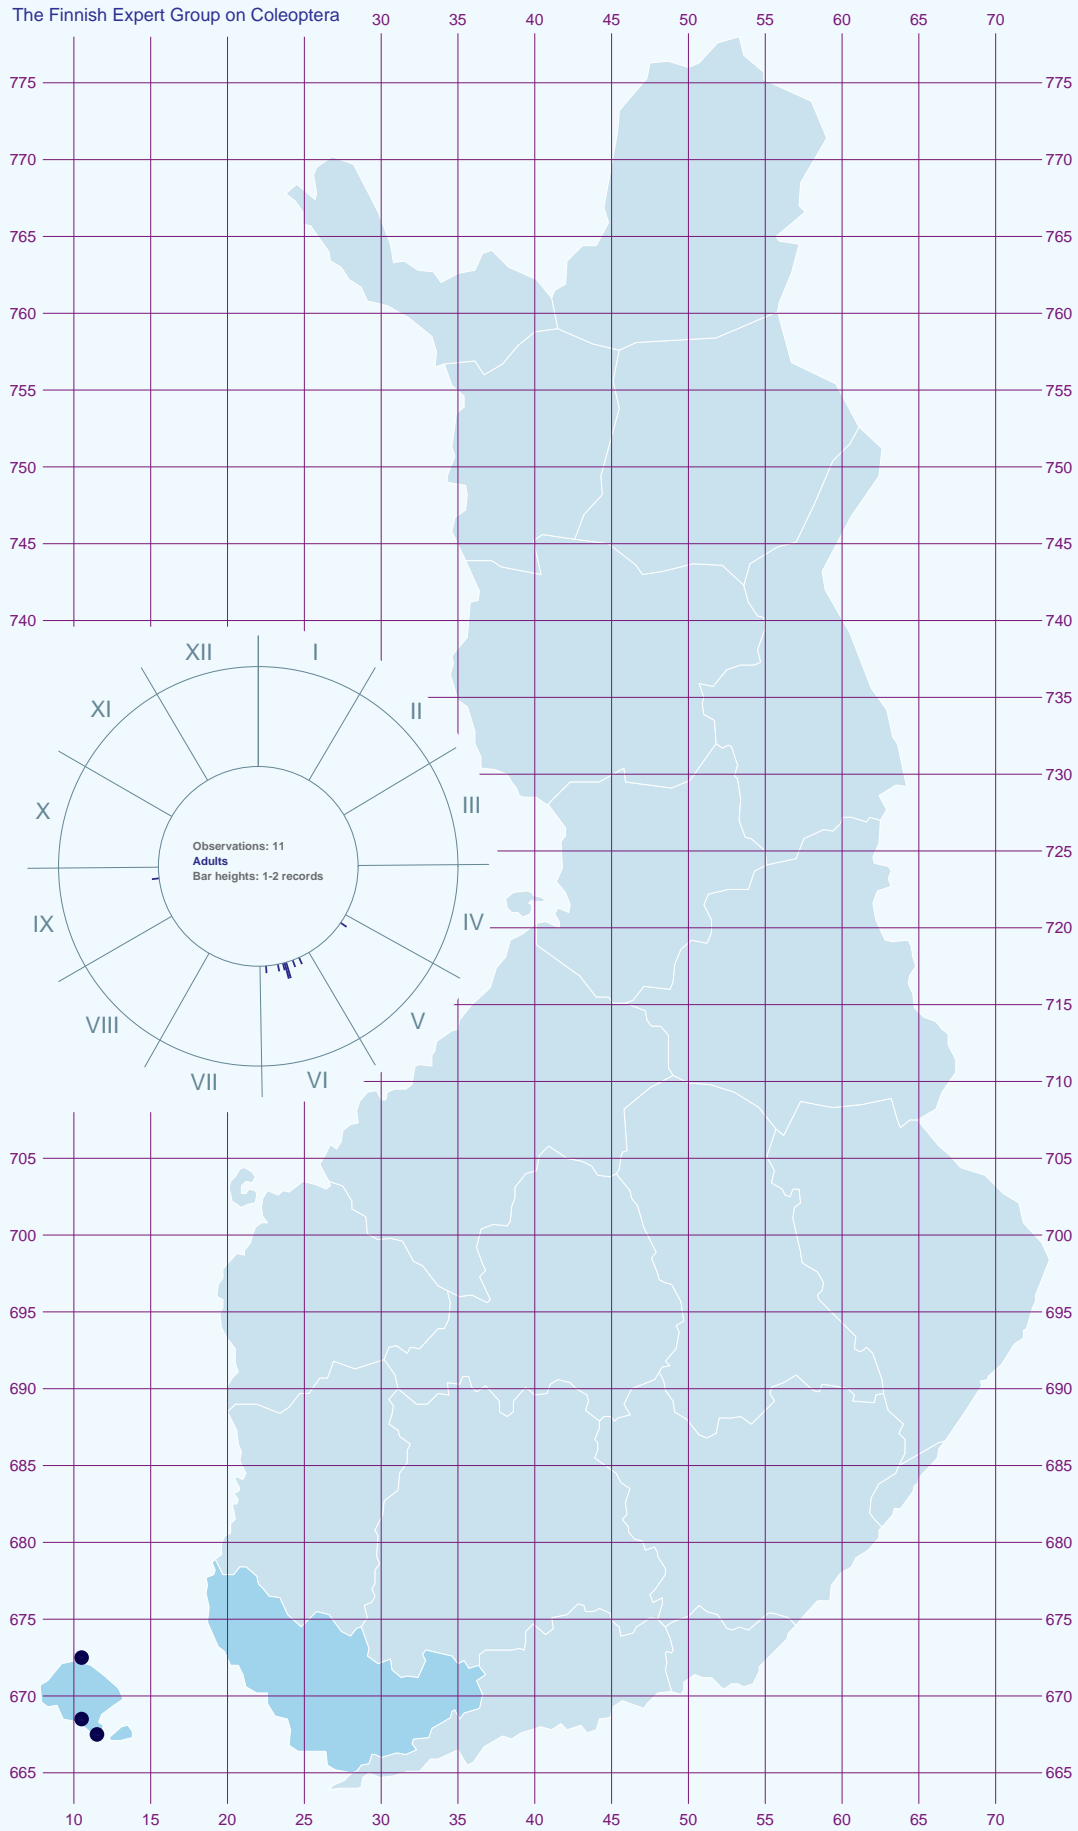 The Finnish Expert Group on Coleoptera
30 35 40 45 50 55 60 65 70
775 775
770 770
765 765
760 760
755 755
750 750
745 745
740 740
XII I
XI II
735
730
X III
Observations: 11
725
Adults
Bar heights: 1-2 records
IX IV
720
VIII V
715
VII VI
710
705 705
700 700
695 695
690 690
685 685
680 680
675 675
670 670
665 665
10 15 20 25 30 35 40 45 50 55 60 65 70